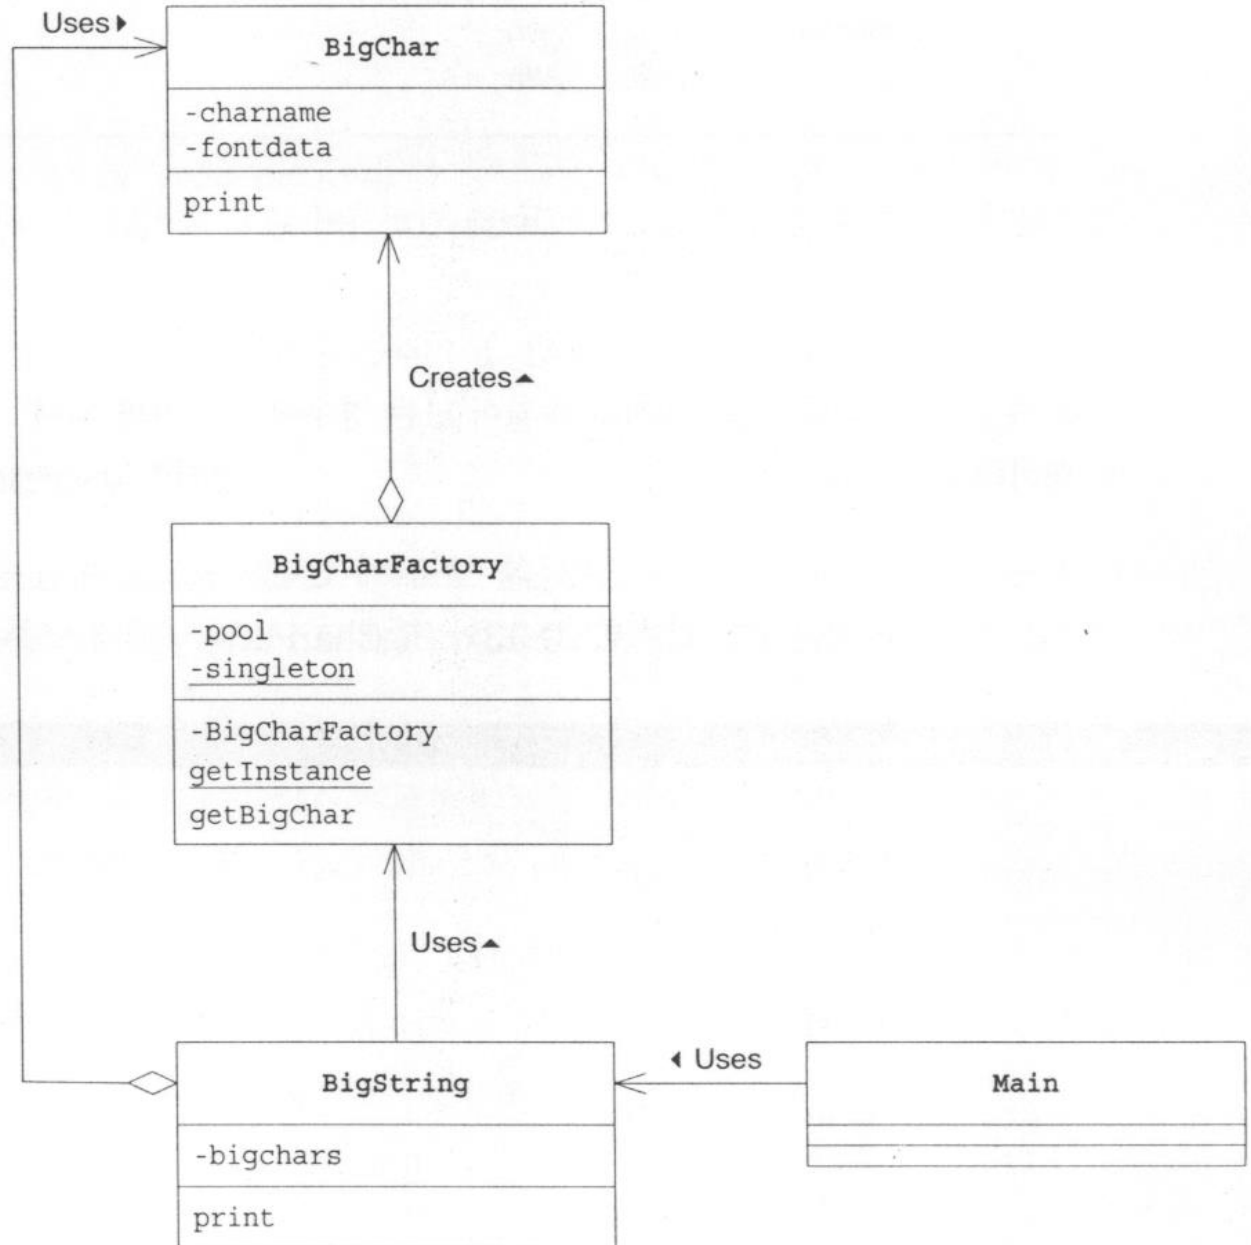 Uses▶
BigChar
-charname
-fontdata
print
Creates▲
BigCharFactory
-pool
-singleton
-BigCharFactory
getInstance
getBigChar
Uses▲
BigString
-bigchars
print
◀ Uses
Main